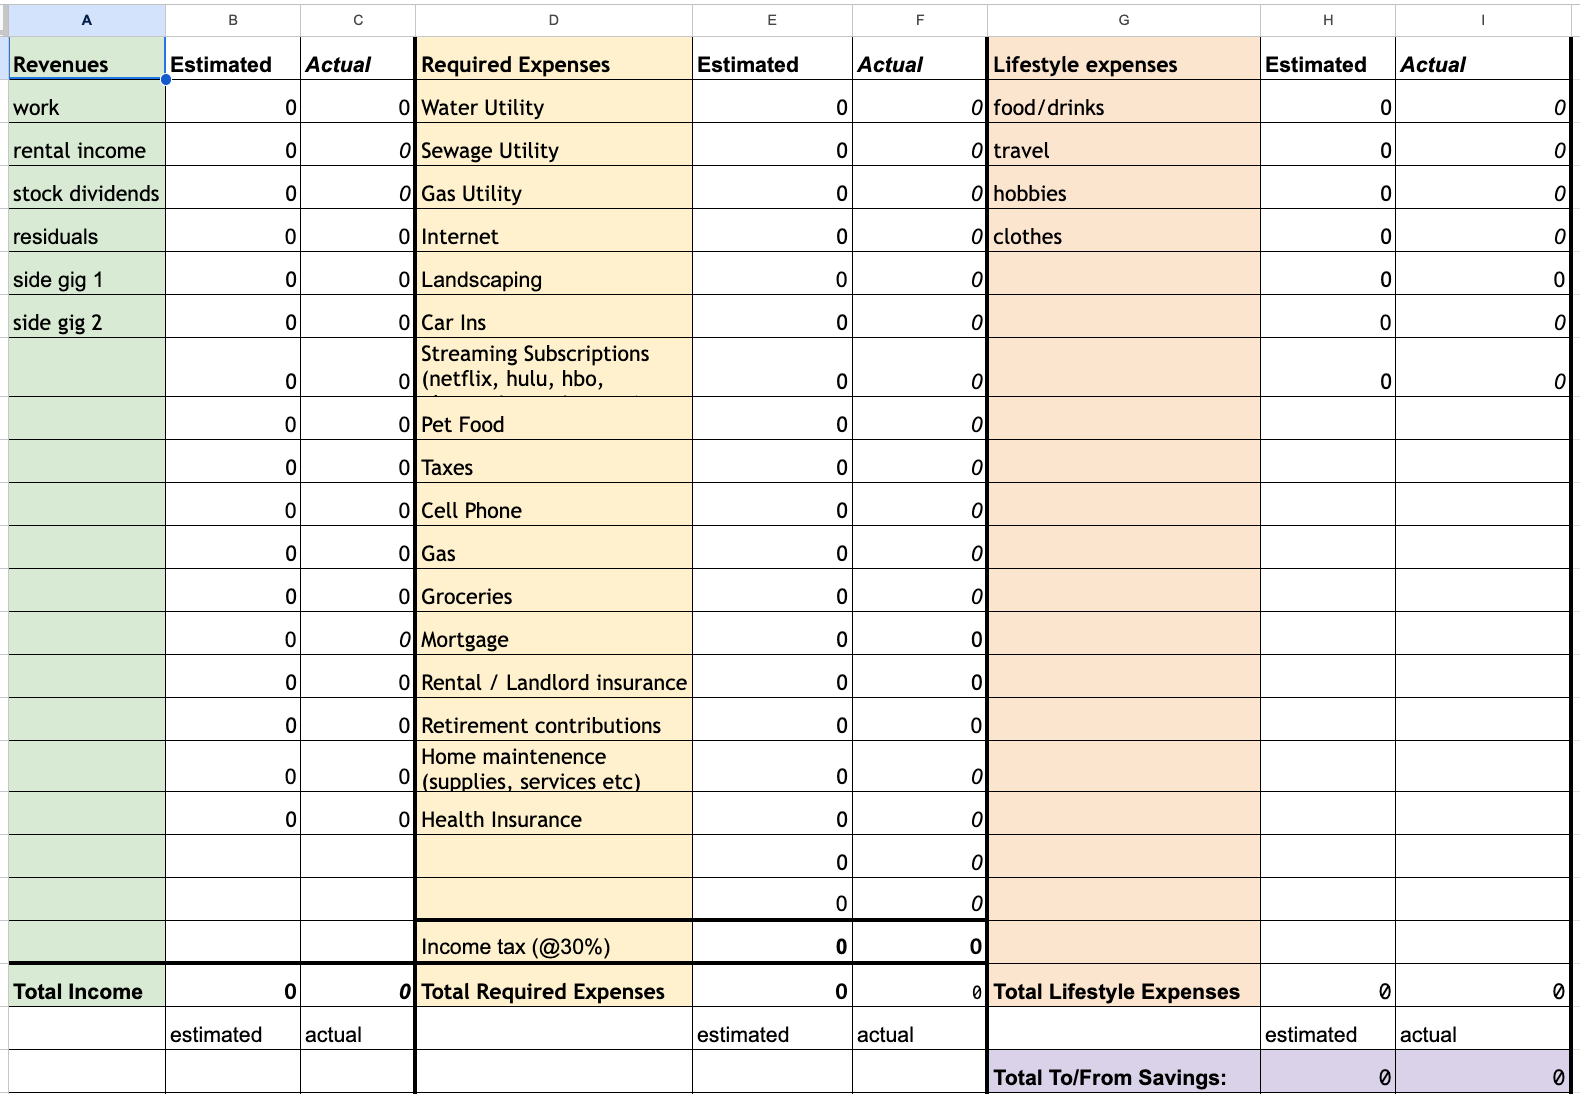 A B C D E F G H I
Revenues Estimated Actual Required Expenses Estimated Actual Lifestyle expenses Estimated Actual
work 0 0 Water Utility 0 0 food/drinks 0 0
rental income 0 0 Sewage Utility 0 0 travel 0 0
stock dividends 0 0 Gas Utility 0 0 hobbies 0 0
residuals 0 0 Internet 0 0 clothes 0 0
side gig 1 0 0 Landscaping 0 0 0 0
side gig 2 0 0 Car Ins 0 0 0 0
Streaming Subscriptions
0 0 (netflix, hulu, hbo, 0 0 0 0
0 0 Pet Food 0 0
0 0 Taxes 0 0
0 0 Cell Phone 0 0
0 0 Gas 0 0
0 0 Groceries 0 0
0 0 Mortgage 0 0
0 0 Rental / Landlord insurance 0 0
0 0 Retirement contributions 0 0
Home maintenence
0 0 (supplies, services etc) 0 0
0 0 Health Insurance 0 0
0 0
0 0
Income tax (@30%) 0 0
Total Income 0 0 Total Required Expenses 0 0 Total Lifestyle Expenses 0 0
estimated actual estimated actual estimated actual
Total To/From Savings: 0 0